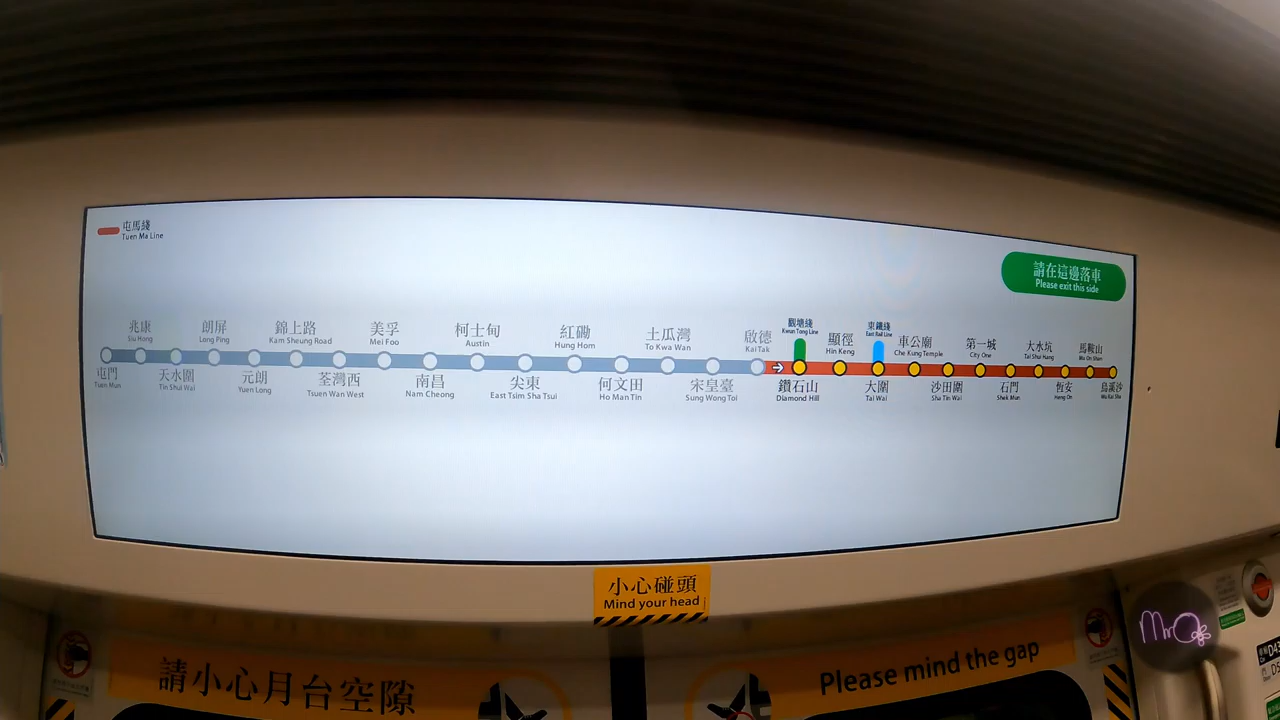 屯馬綫
Tuen Ma Line
請在這邊落車
Please exit this side
兆康
Siu Hong
朗屏
Long Ping
錦上路
Kam Sheung Road
美孚
Mei Foo
柯士甸
Austin
紅磡
Hung Hom
土瓜灣
To Kwa Wan
啟德
Kai Tak
觀塘綫
Kwun Tong Line
顯徑
Hin Keng
東鐵綫
East Rail Line
車公廟
Che Kung Temple
第一城
City One
大水坑
Tai Shui Hang
馬鞍山
Ma On Shan
屯門
Tuen Mun
天水圍
Tin Shui Wai
元朗
Yuen Long
荃灣西
Tsuen Wan West
南昌
Nam Cheong
尖東
East Tsim Sha Tsui
何文田
Ho Man Tin
宋皇臺
Sung Wong Toi
鑽石山
Diamond Hill
大圍
Tai Wai
沙田圍
Sha Tin Wai
石門
Shek Mun
恆安
Heng On
烏溪沙
Wu Kai Sha
小心碰頭
Mind your head
請小心月台空隙
Please mind the gap